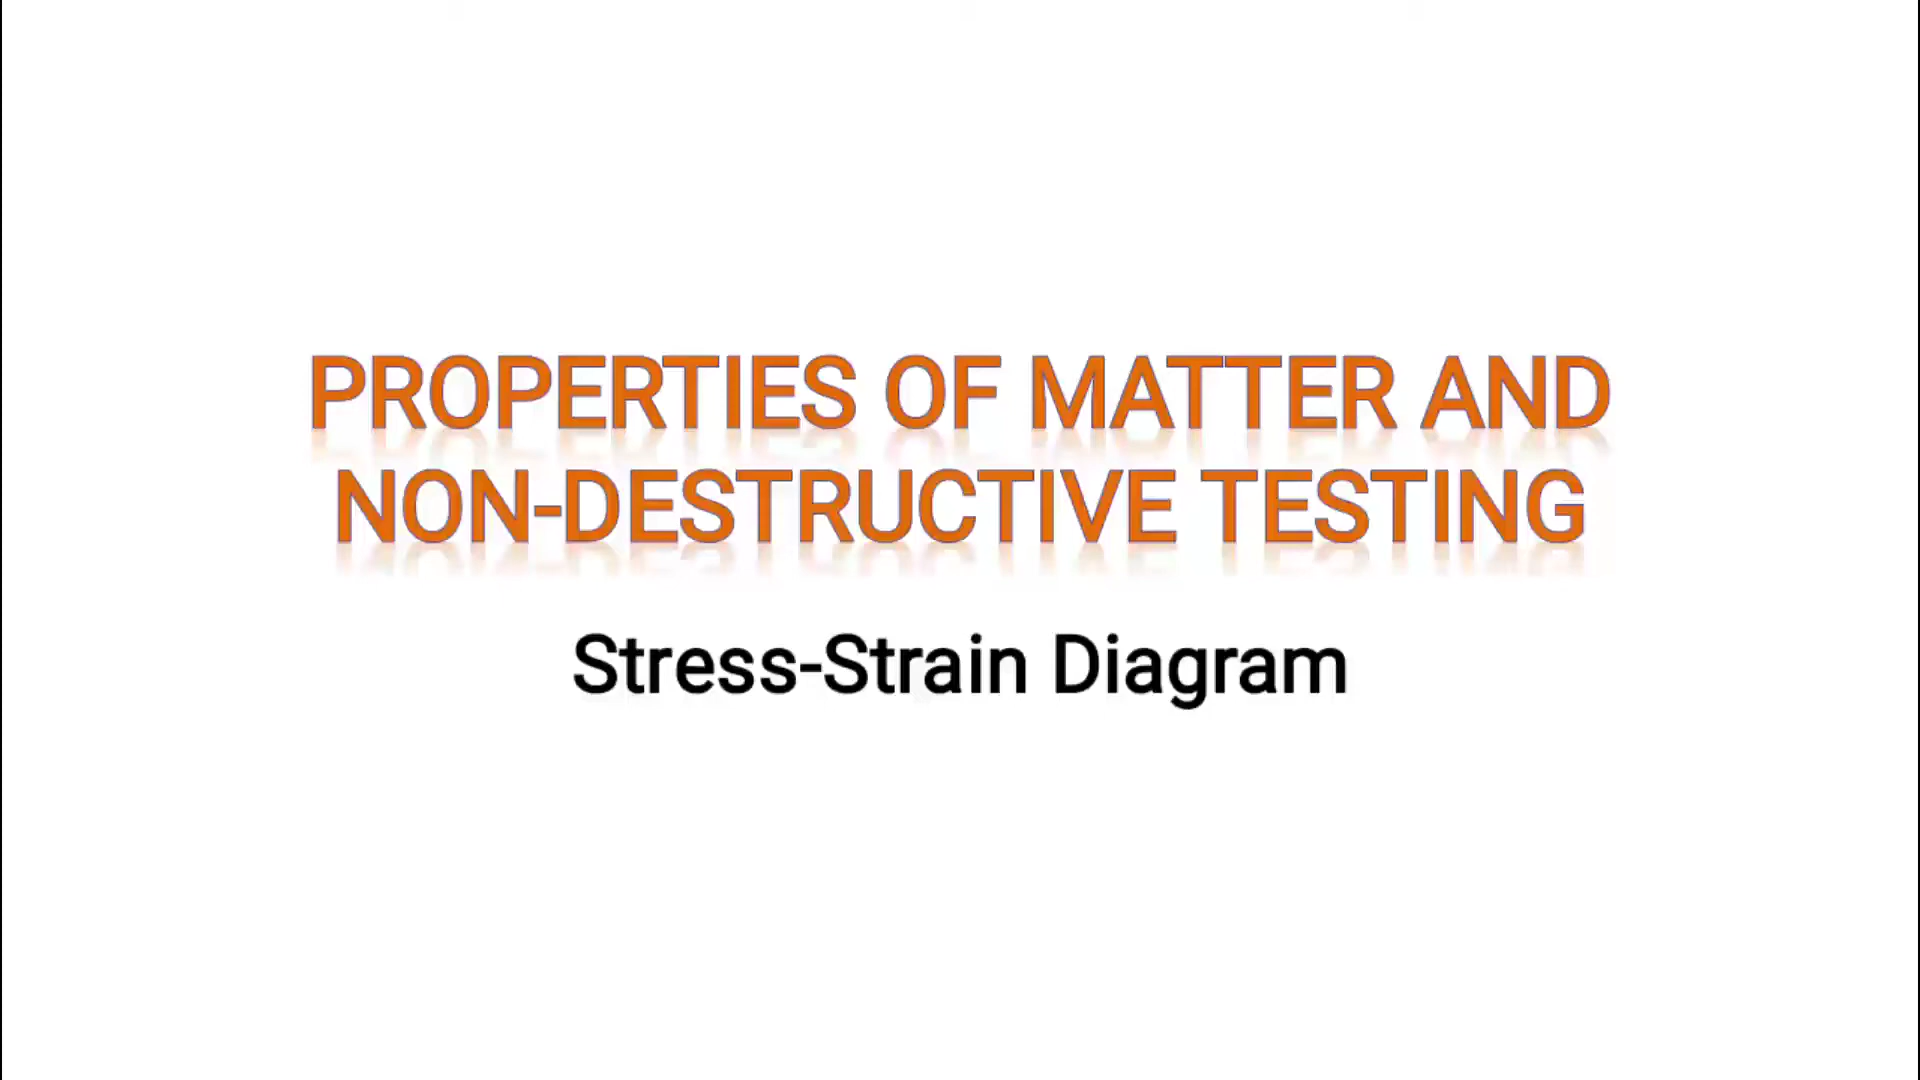 PROPERTIES OF MATTER AND
NON-DESTRUCTIVE TESTING
Stress-Strain Diagram